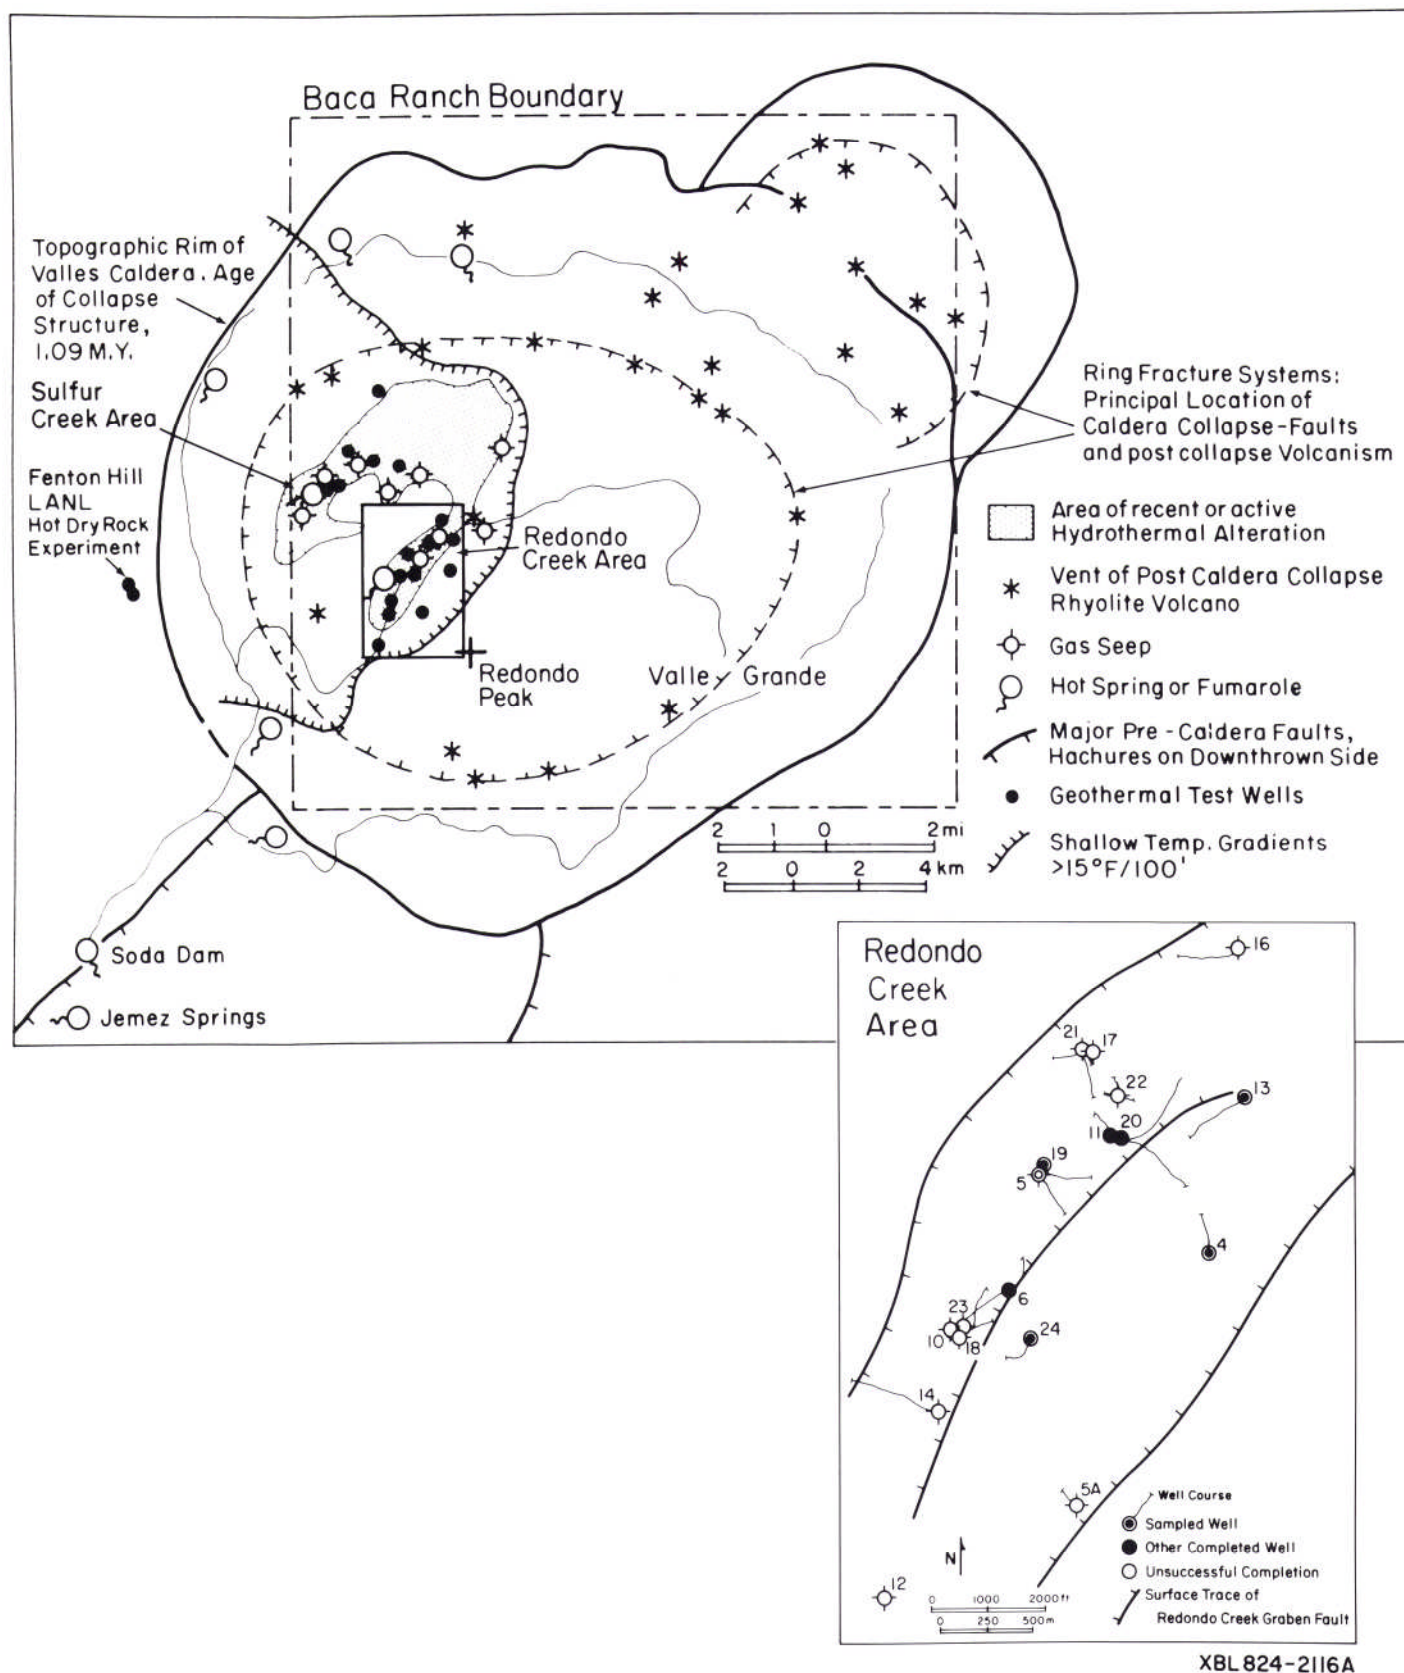 Baca Ranch Boundary
Topographic Rim of
Valles Caldera. Age
of Collapse
Structure,
1.09 M.Y.
Sulfur
Creek Area
Fenton Hill
LANL
Hot Dry Rock
Experiment
Redondo
Creek Area
Redondo
Peak
Valle Grande
Soda Dam
Jemez Springs
Ring Fracture Systems:
Principal Location of
Caldera Collapse-Faults
and post collapse Volcanism
Area of recent or active
Hydrothermal Alteration
Vent of Post Caldera Collapse
Rhyolite Volcano
Gas Seep
Hot Spring or Fumarole
Major Pre-Caldera Faults,
Hachures on Downthrown Side
Geothermal Test Wells
Shallow Temp. Gradients
>15°F/100'
2 1 0 2 mi
2 0 2 4 km
Redondo
Creek
Area
16
21 17
22
13
11 20
19
5
4
6
23
10 18
24
14
5A
12
Well Course
Sampled Well
Other Completed Well
Unsuccessful Completion
Surface Trace of
Redondo Creek Graben Fault
N
0 1000 2000 ft
0 250 500 m
XBL 824-2116A